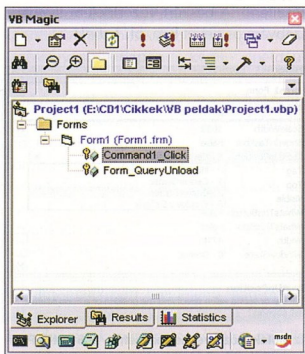 VB Magic
Project1 (E:\CD1\Cikkek\VB peldak\Project1.vbp)
Forms
Form1 (Form1.frm)
Command1_Click
Form_QueryUnload
Explorer
Results
Statistics
msdn